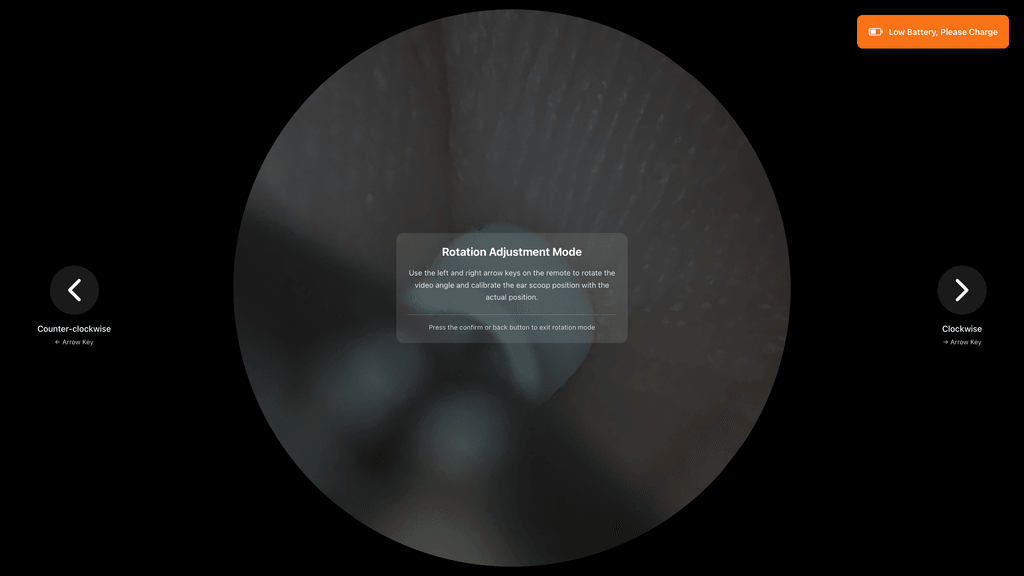 Low Battery, Please Charge
Rotation Adjustment Mode
Use the left and right arrow keys on the remote to rotate the
video angle and calibrate the ear scoop position with the
actual position.
Press the confirm or back button to exit rotation mode
Counter-clockwise
← Arrow Key
Clockwise
→ Arrow Key